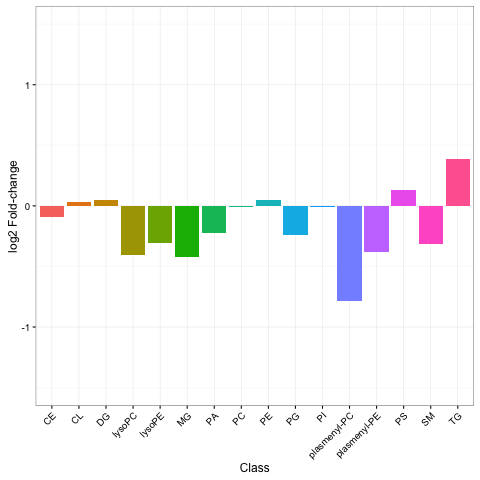 log2 Fold-change
1
0
-1
CE
CL
DG
lysoPC
lysoPE
MG
PA
PC
PE
PG
PI
plasmenyl-PC
plasmenyl-PE
PS
SM
TG
Class